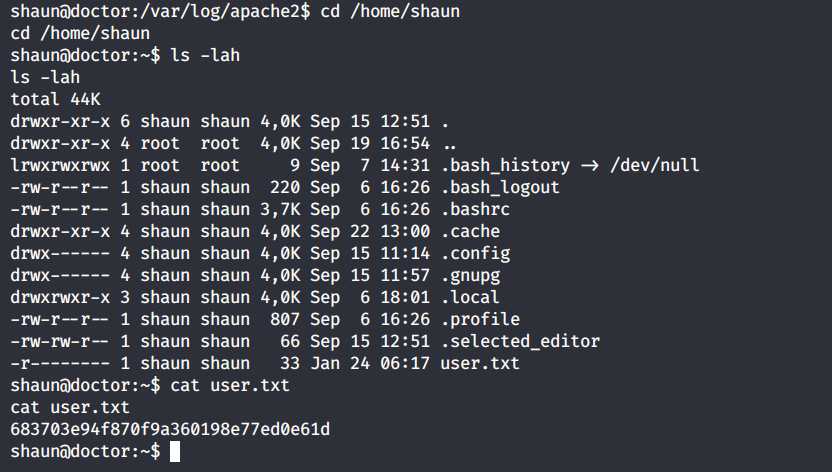 shaun@doctor:/var/log/apache2$ cd /home/shaun
cd /home/shaun
shaun@doctor:~$ ls -lah
ls -lah
total 44K
drwxr-xr-x 6 shaun shaun 4,0K Sep 15 12:51 .
drwxr-xr-x 4 root  root  4,0K Sep 19 16:54 ..
lrwxrwxrwx 1 root  root     9 Sep  7 14:31 .bash_history → /dev/null
-rw-r--r-- 1 shaun shaun  220 Sep  6 16:26 .bash_logout
-rw-r--r-- 1 shaun shaun 3,7K Sep  6 16:26 .bashrc
drwxr-xr-x 4 shaun shaun 4,0K Sep 22 13:00 .cache
drwx------ 4 shaun shaun 4,0K Sep 15 11:14 .config
drwx------ 4 shaun shaun 4,0K Sep 15 11:57 .gnupg
drwxrwxr-x 3 shaun shaun 4,0K Sep  6 18:01 .local
-rw-r--r-- 1 shaun shaun  807 Sep  6 16:26 .profile
-rw-rw-r-- 1 shaun shaun   66 Sep 15 12:51 .selected_editor
-r-------- 1 shaun shaun   33 Jan 24 06:17 user.txt
shaun@doctor:~$ cat user.txt
cat user.txt
683703e94f870f9a360198e77ed0e61d
shaun@doctor:~$